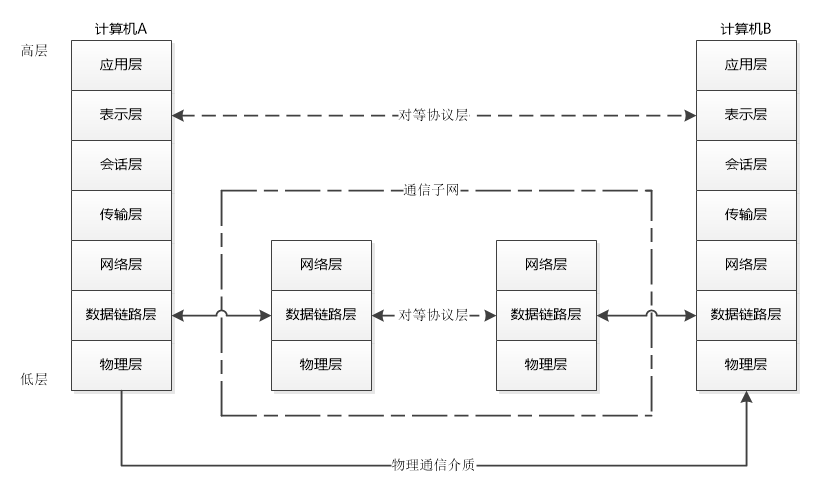 计算机A
计算机B
高层
应用层
应用层
表示层
对等协议层
表示层
会话层
会话层
通信子网
传输层
传输层
网络层
网络层
网络层
网络层
数据链路层
数据链路层
对等协议层
数据链路层
数据链路层
物理层
物理层
物理层
物理层
低层
物理通信介质